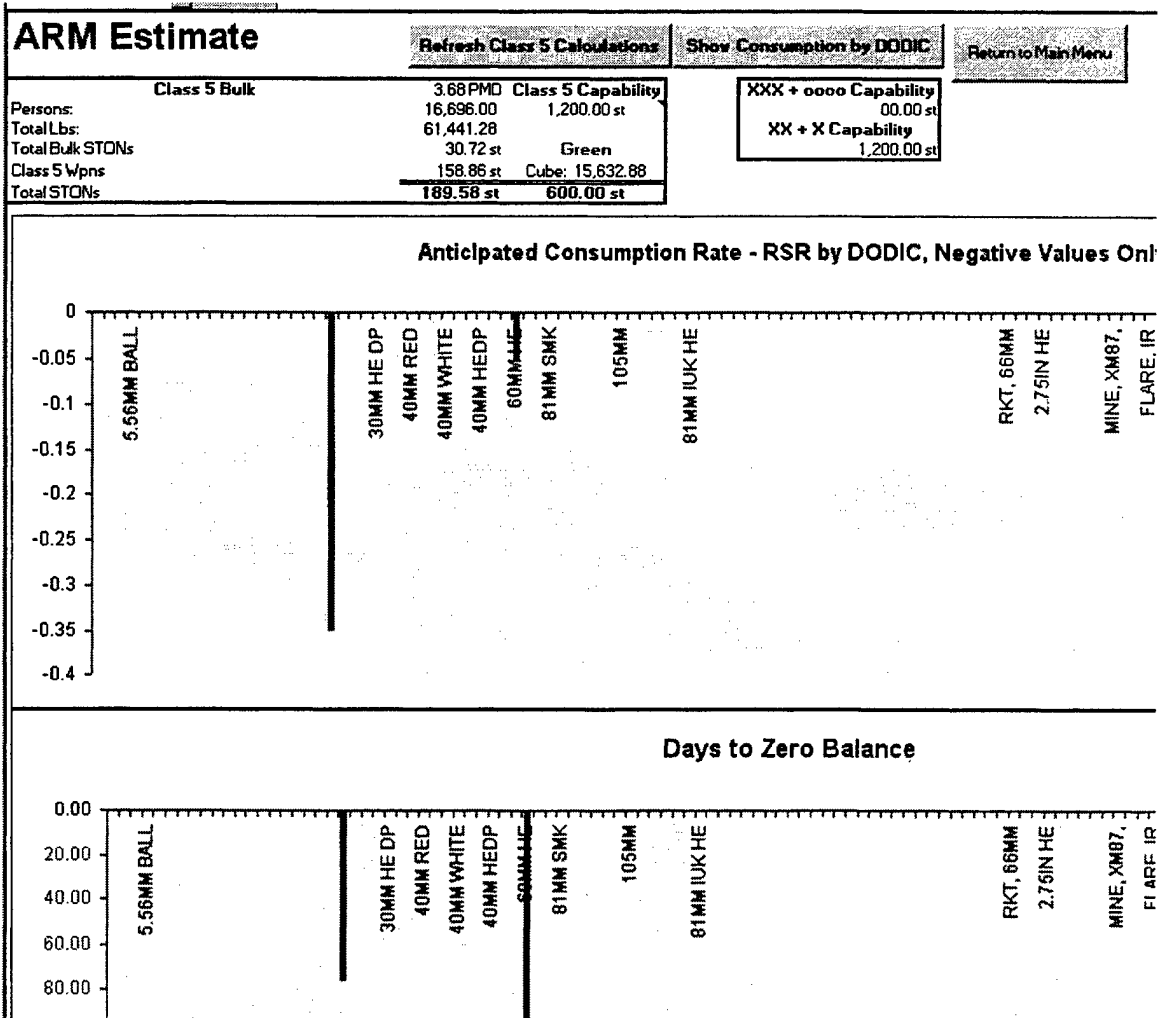 ARM Estimate
Refresh Class 5 Calculations
Show Consumption by DODIC
Return to Main Menu
Class 5 Bulk 3.68 PMD Class 5 Capability
Persons: 16,696.00 1,200.00 st
Total Lbs: 61,441.28
Total Bulk STONs 30.72 st Green
Class 5 Wpns 158.86 st Cube: 15,632.88
Total STONs 189.58 st 600.00 st
XXX + oooo Capability
00.00 st
XX + X Capability
1,200.00 st
Anticipated Consumption Rate - RSR by DODIC, Negative Values Onl
0
-0.05
-0.1
-0.15
-0.2
-0.25
-0.3
-0.35
-0.4
5.56MM BALL
30MM HE DP
40MM RED
40MM WHITE
40MM HEDP
60MM HE
81MM SMK
105MM
81MM IUK HE
RKT, 66MM
2.75IN HE
MINE, XM87,
FLARE, IR
Days to Zero Balance
0.00
20.00
40.00
60.00
80.00
5.56MM BALL
30MM HE DP
40MM RED
40MM WHITE
40MM HEDP
60MM HE
81MM SMK
105MM
81MM IUK HE
RKT, 66MM
2.75IN HE
MINE, XM87,
FLARE, IR